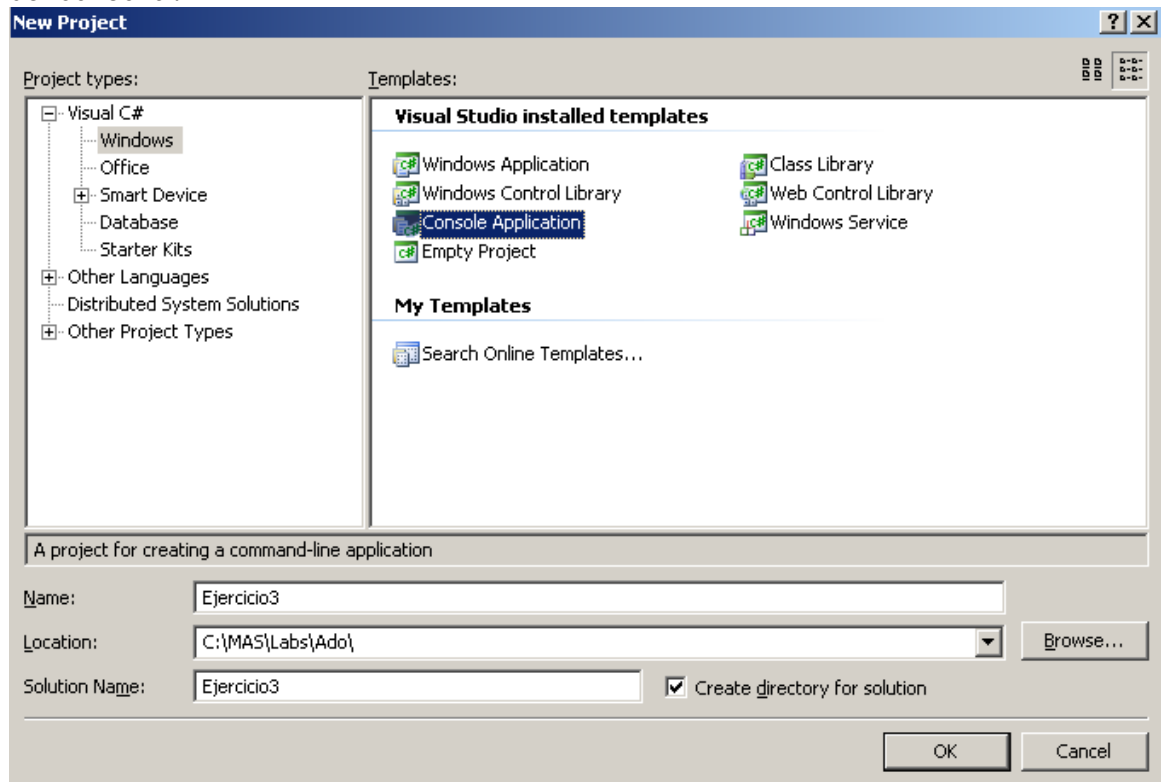 New Project
Project types:
Templates:
Visual C#
Windows
Office
Smart Device
Database
Starter Kits
Other Languages
Distributed System Solutions
Other Project Types
Visual Studio installed templates
Windows Application
Class Library
Windows Control Library
Web Control Library
Console Application
Windows Service
Empty Project
My Templates
Search Online Templates...
A project for creating a command-line application
Name: Ejercicio3
Location: C:\MAS\Labs\Ado\ Browse...
Solution Name: Ejercicio3 Create directory for solution
OK Cancel